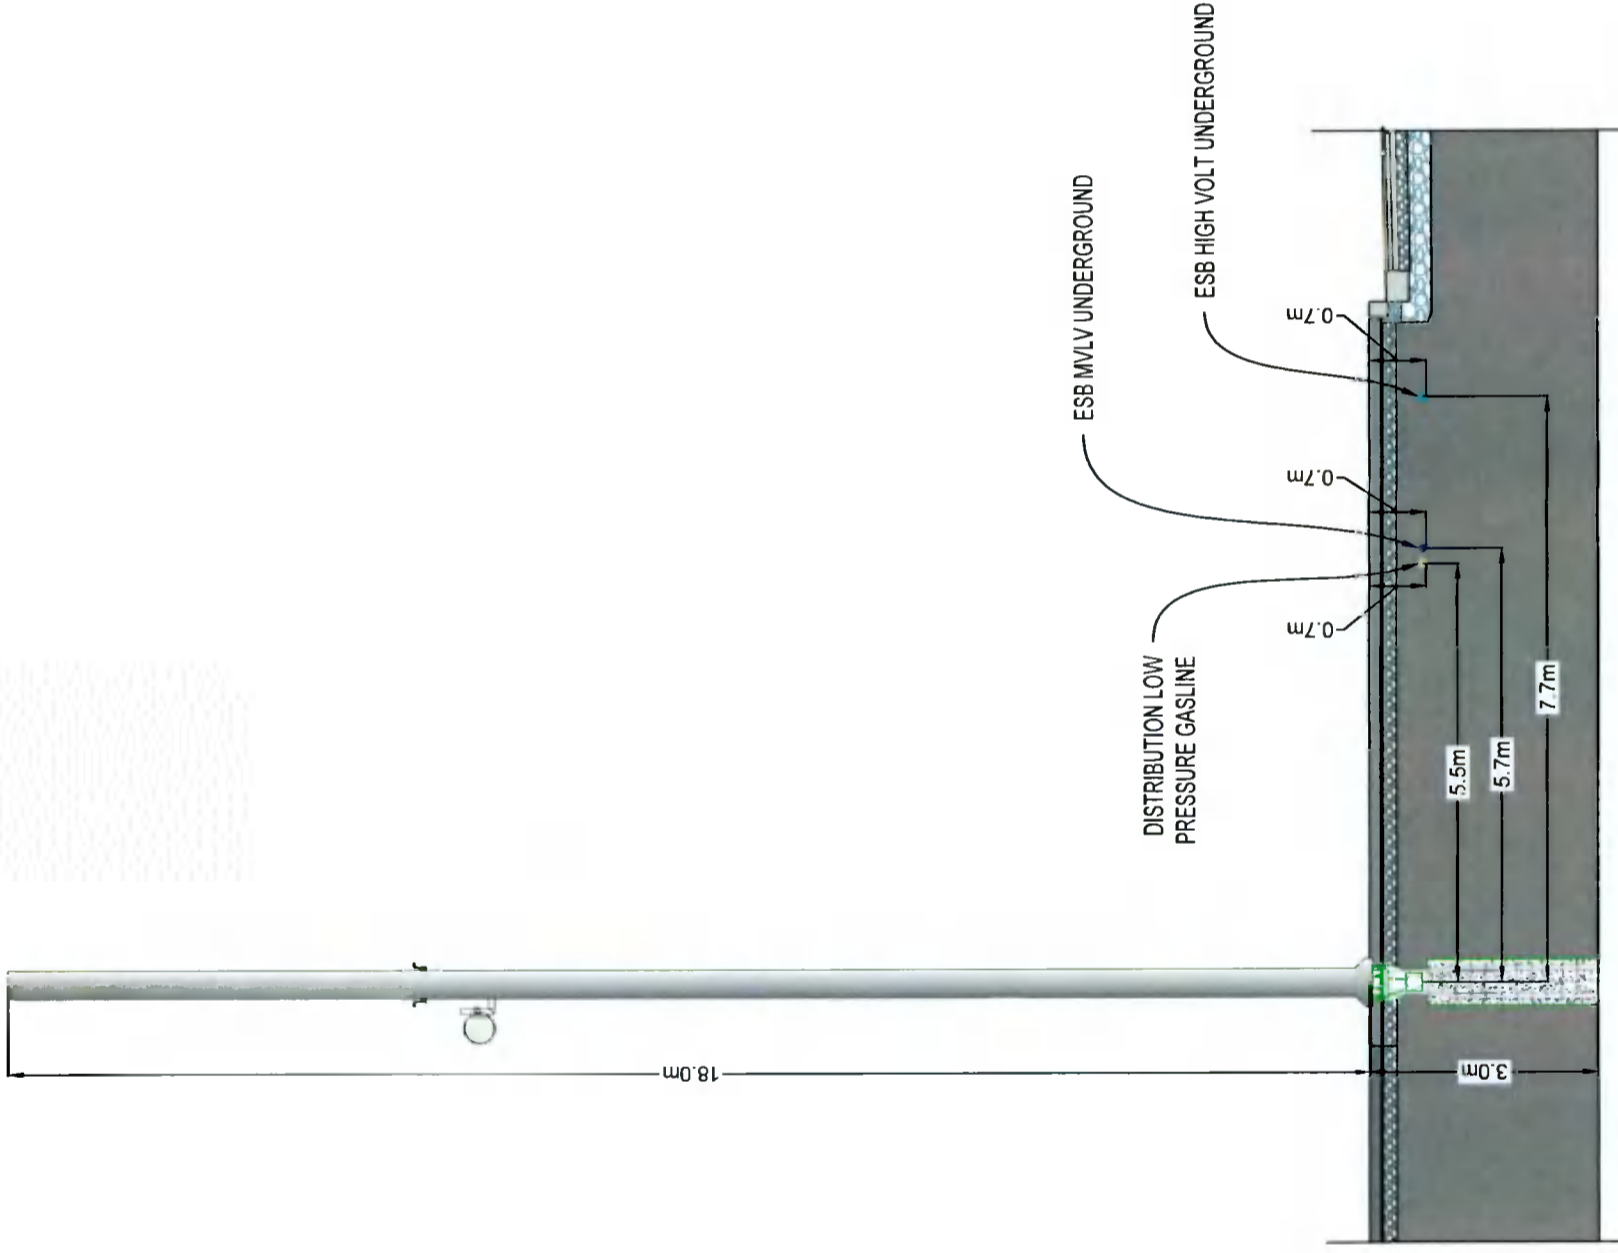 ESB HIGH VOLT UNDERGROUND
ESB MVLV UNDERGROUND
DISTRIBUTION LOW
PRESSURE GASLINE
0.7m
0.7m
0.7m
18.0m
3.0m
5.5m
5.7m
7.7m